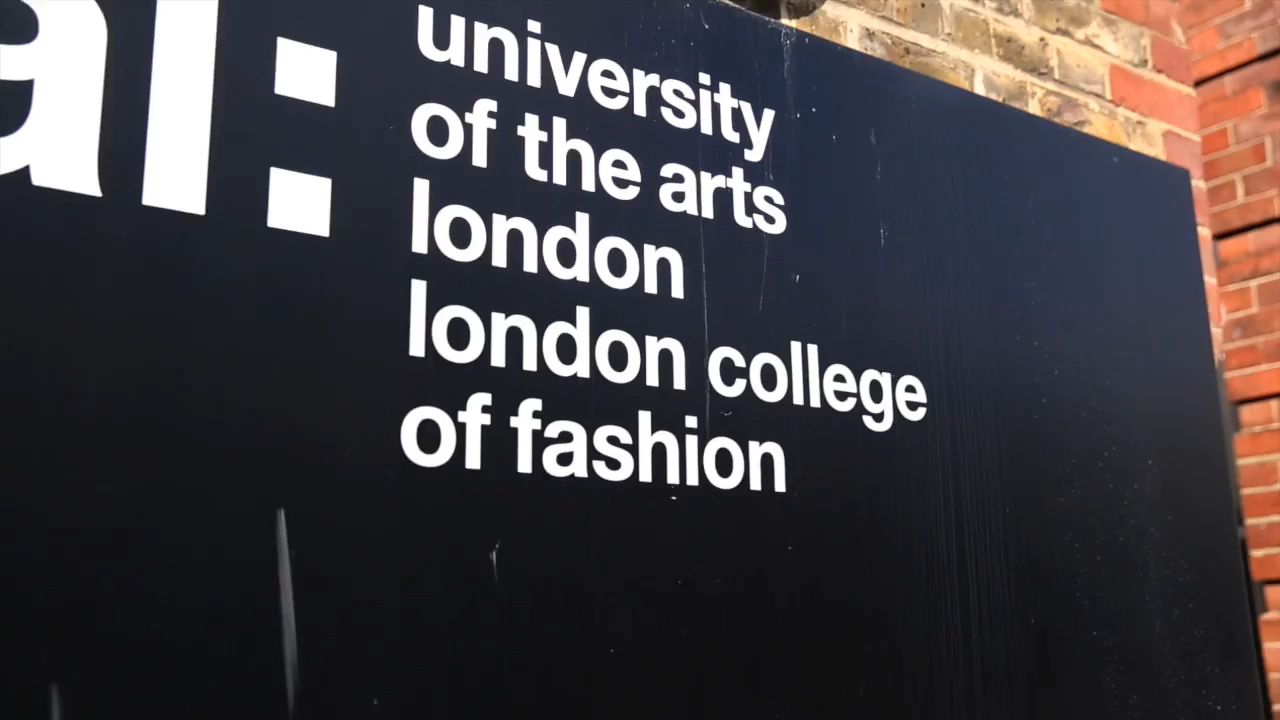 al:
university
of the arts
london
london college
of fashion